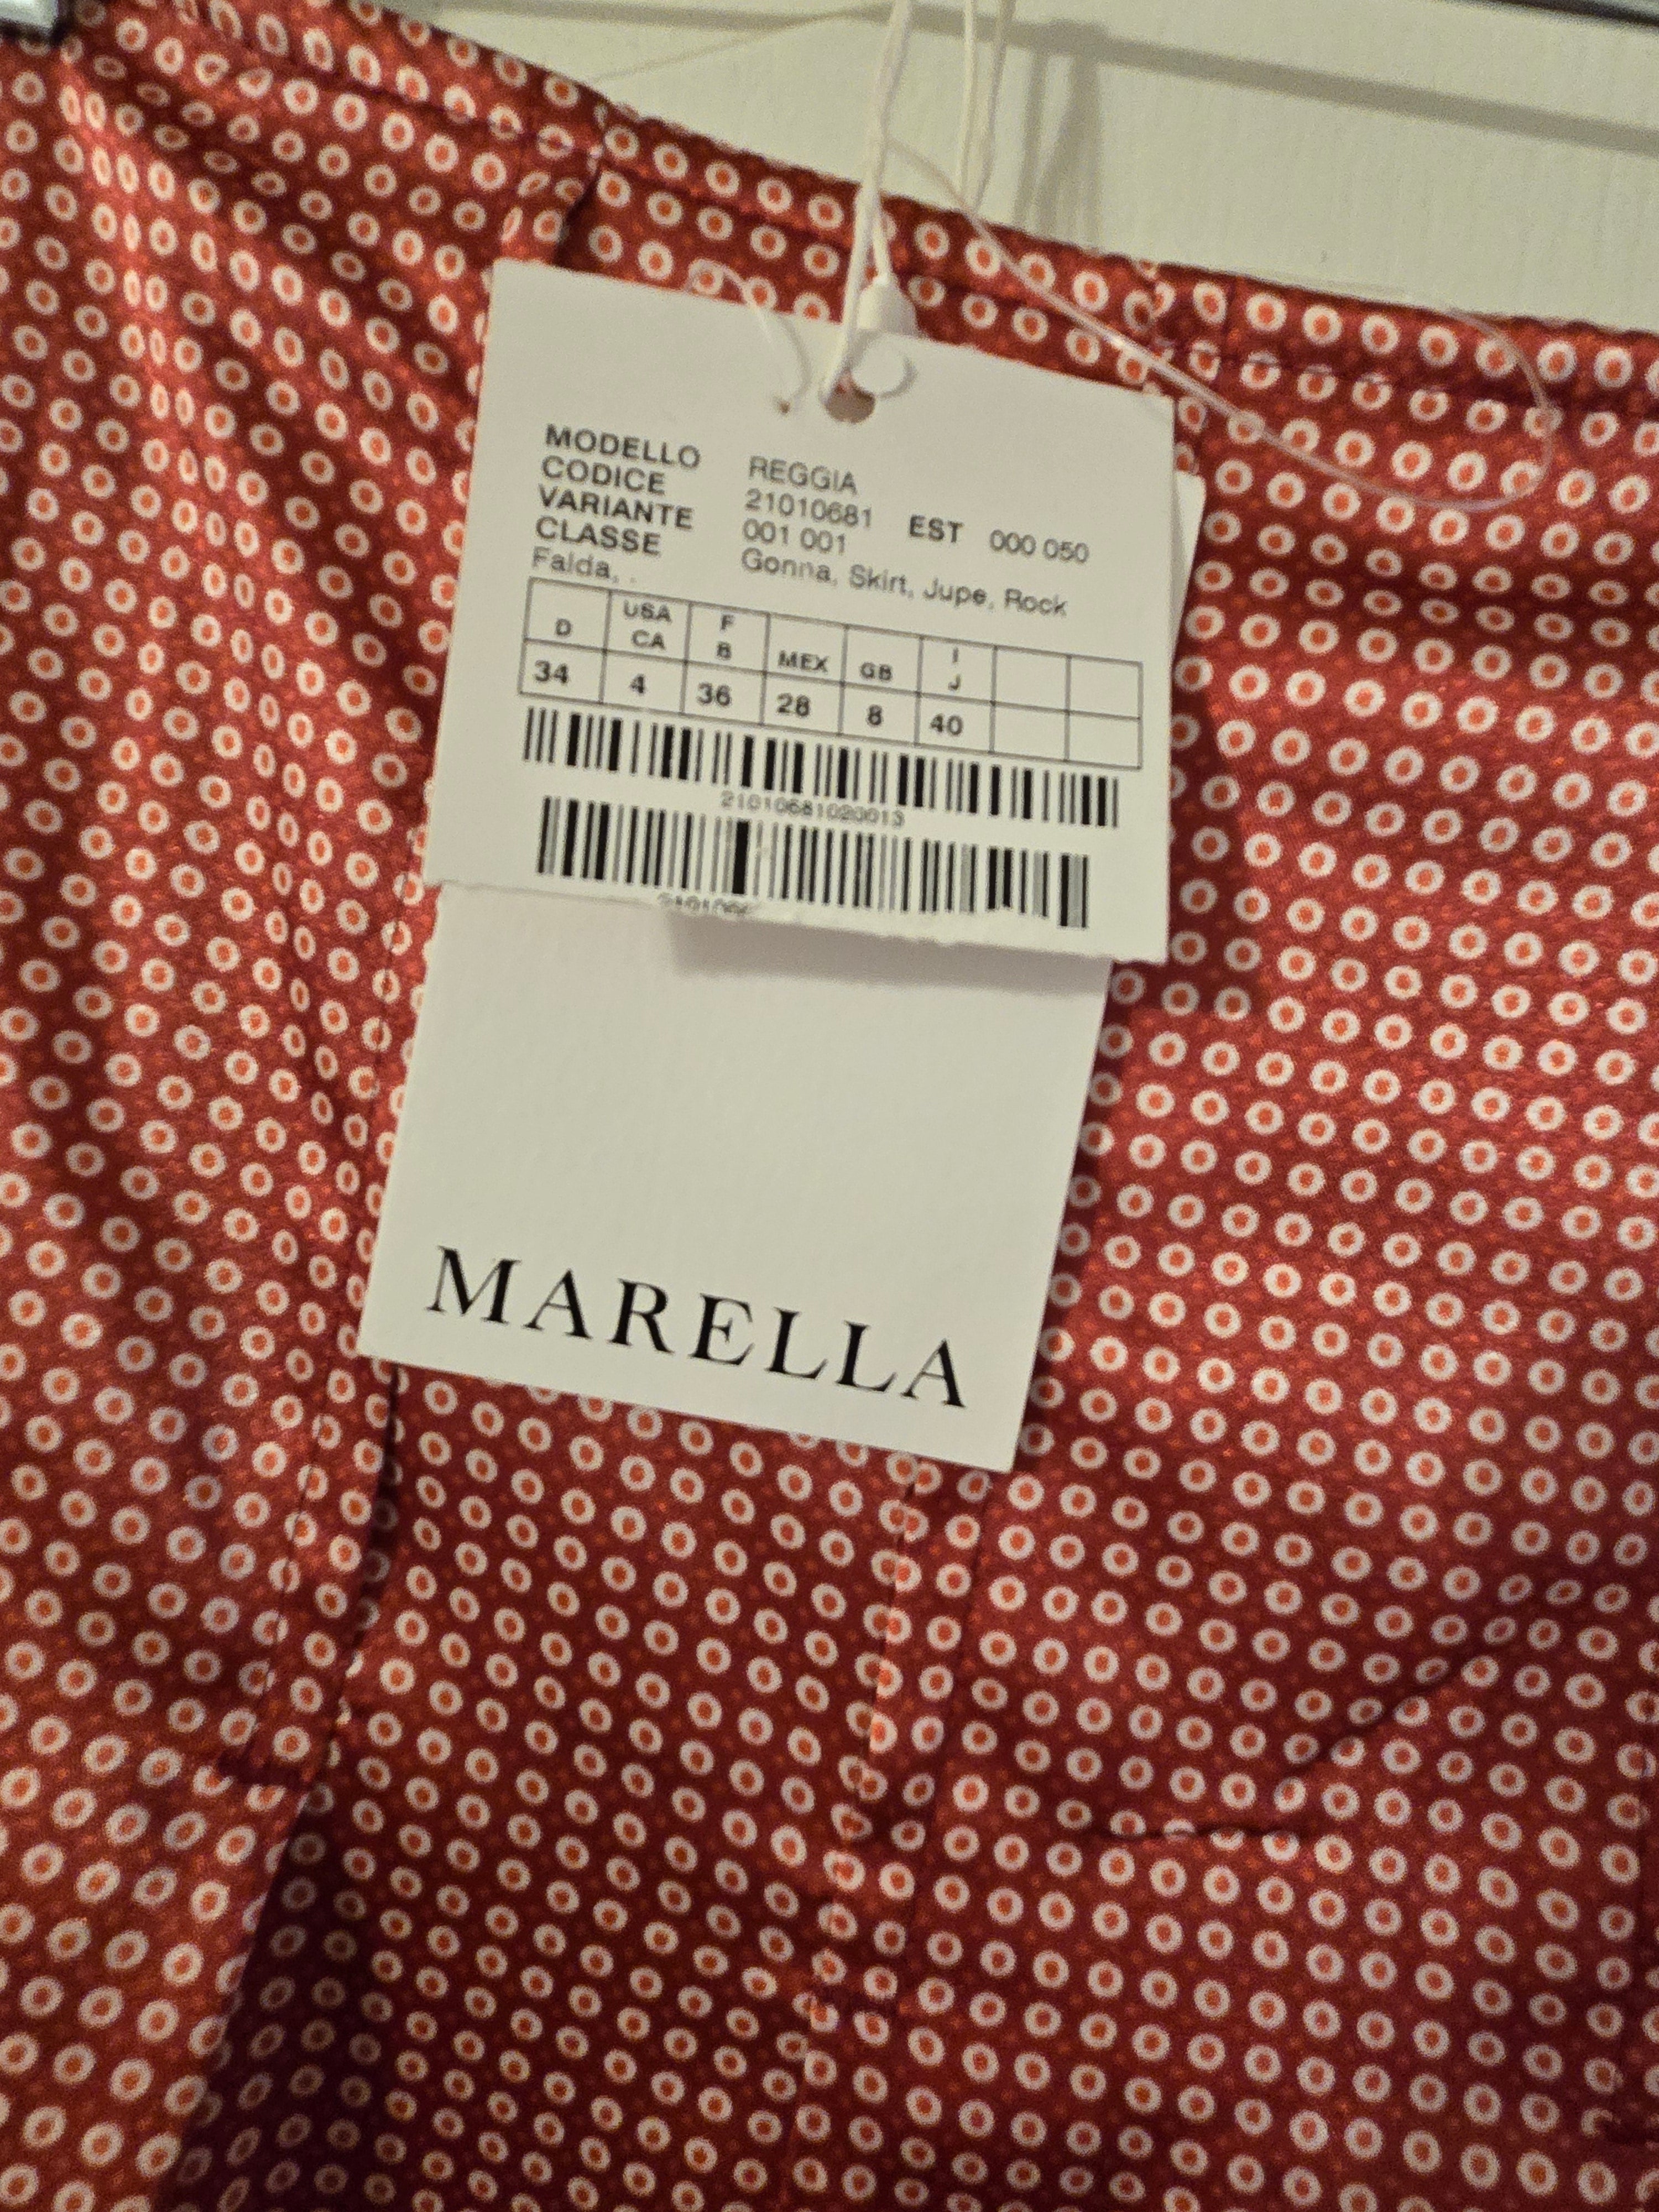 MODELLO REGGIA
CODICE 21010681 EST 000 050
VARIANTE 001 001
CLASSE Gonna, Skirt, Jupe, Rock
Falda, .
D USA CA F B MEX GB I J
34 4 36 28 8 40
21010681020013
MARELLA